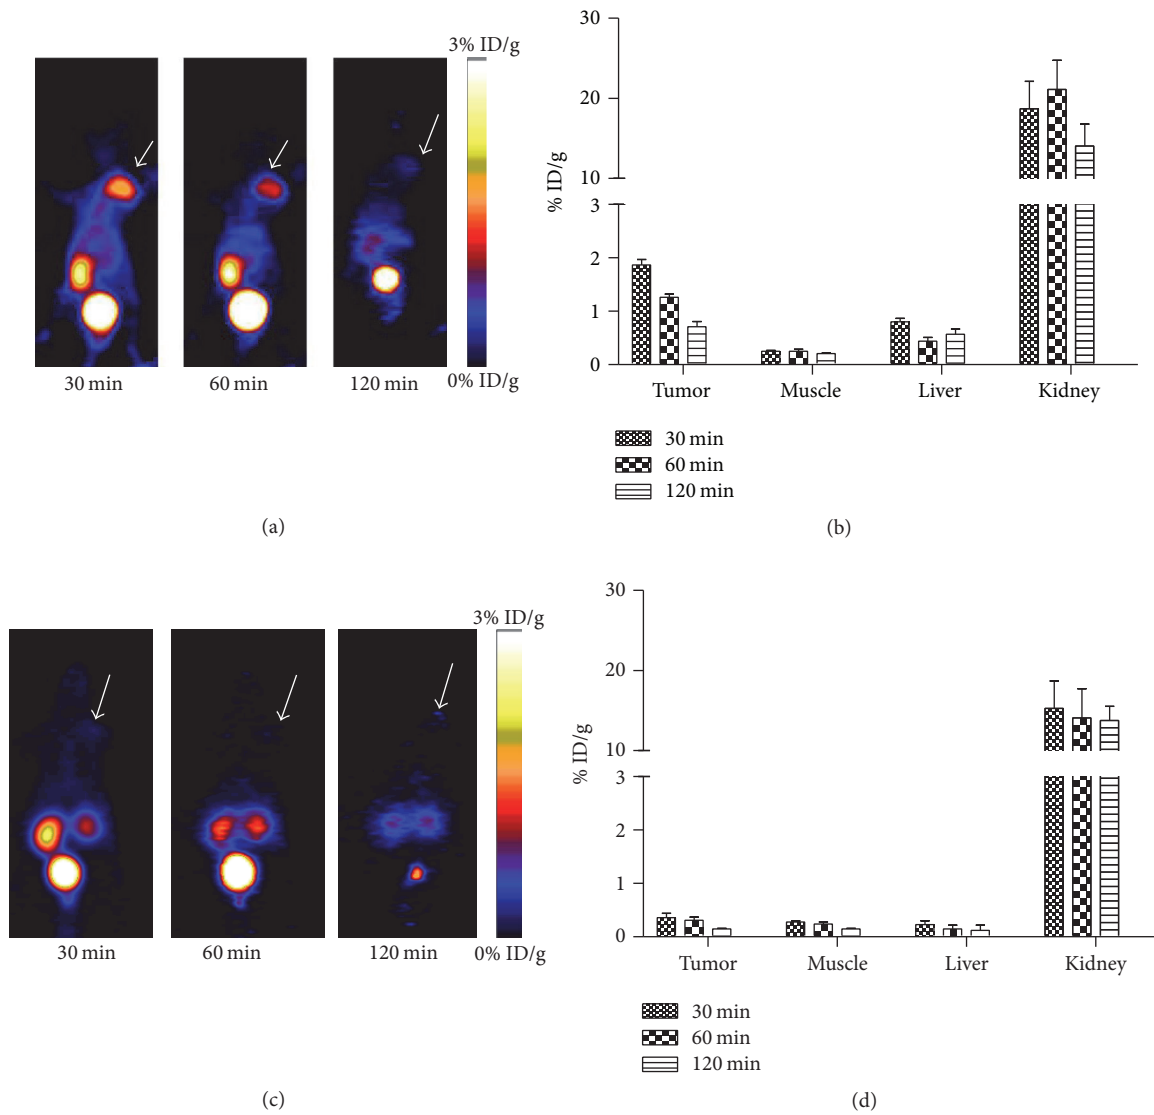 3% ID/g
30 min
60 min
120 min
0% ID/g
(a)
% ID/g
30
20
10
3
2
1
0
Tumor
Muscle
Liver
Kidney
30 min
60 min
120 min
(b)
3% ID/g
30 min
60 min
120 min
0% ID/g
(c)
% ID/g
30
20
10
3
2
1
0
Tumor
Muscle
Liver
Kidney
30 min
60 min
120 min
(d)